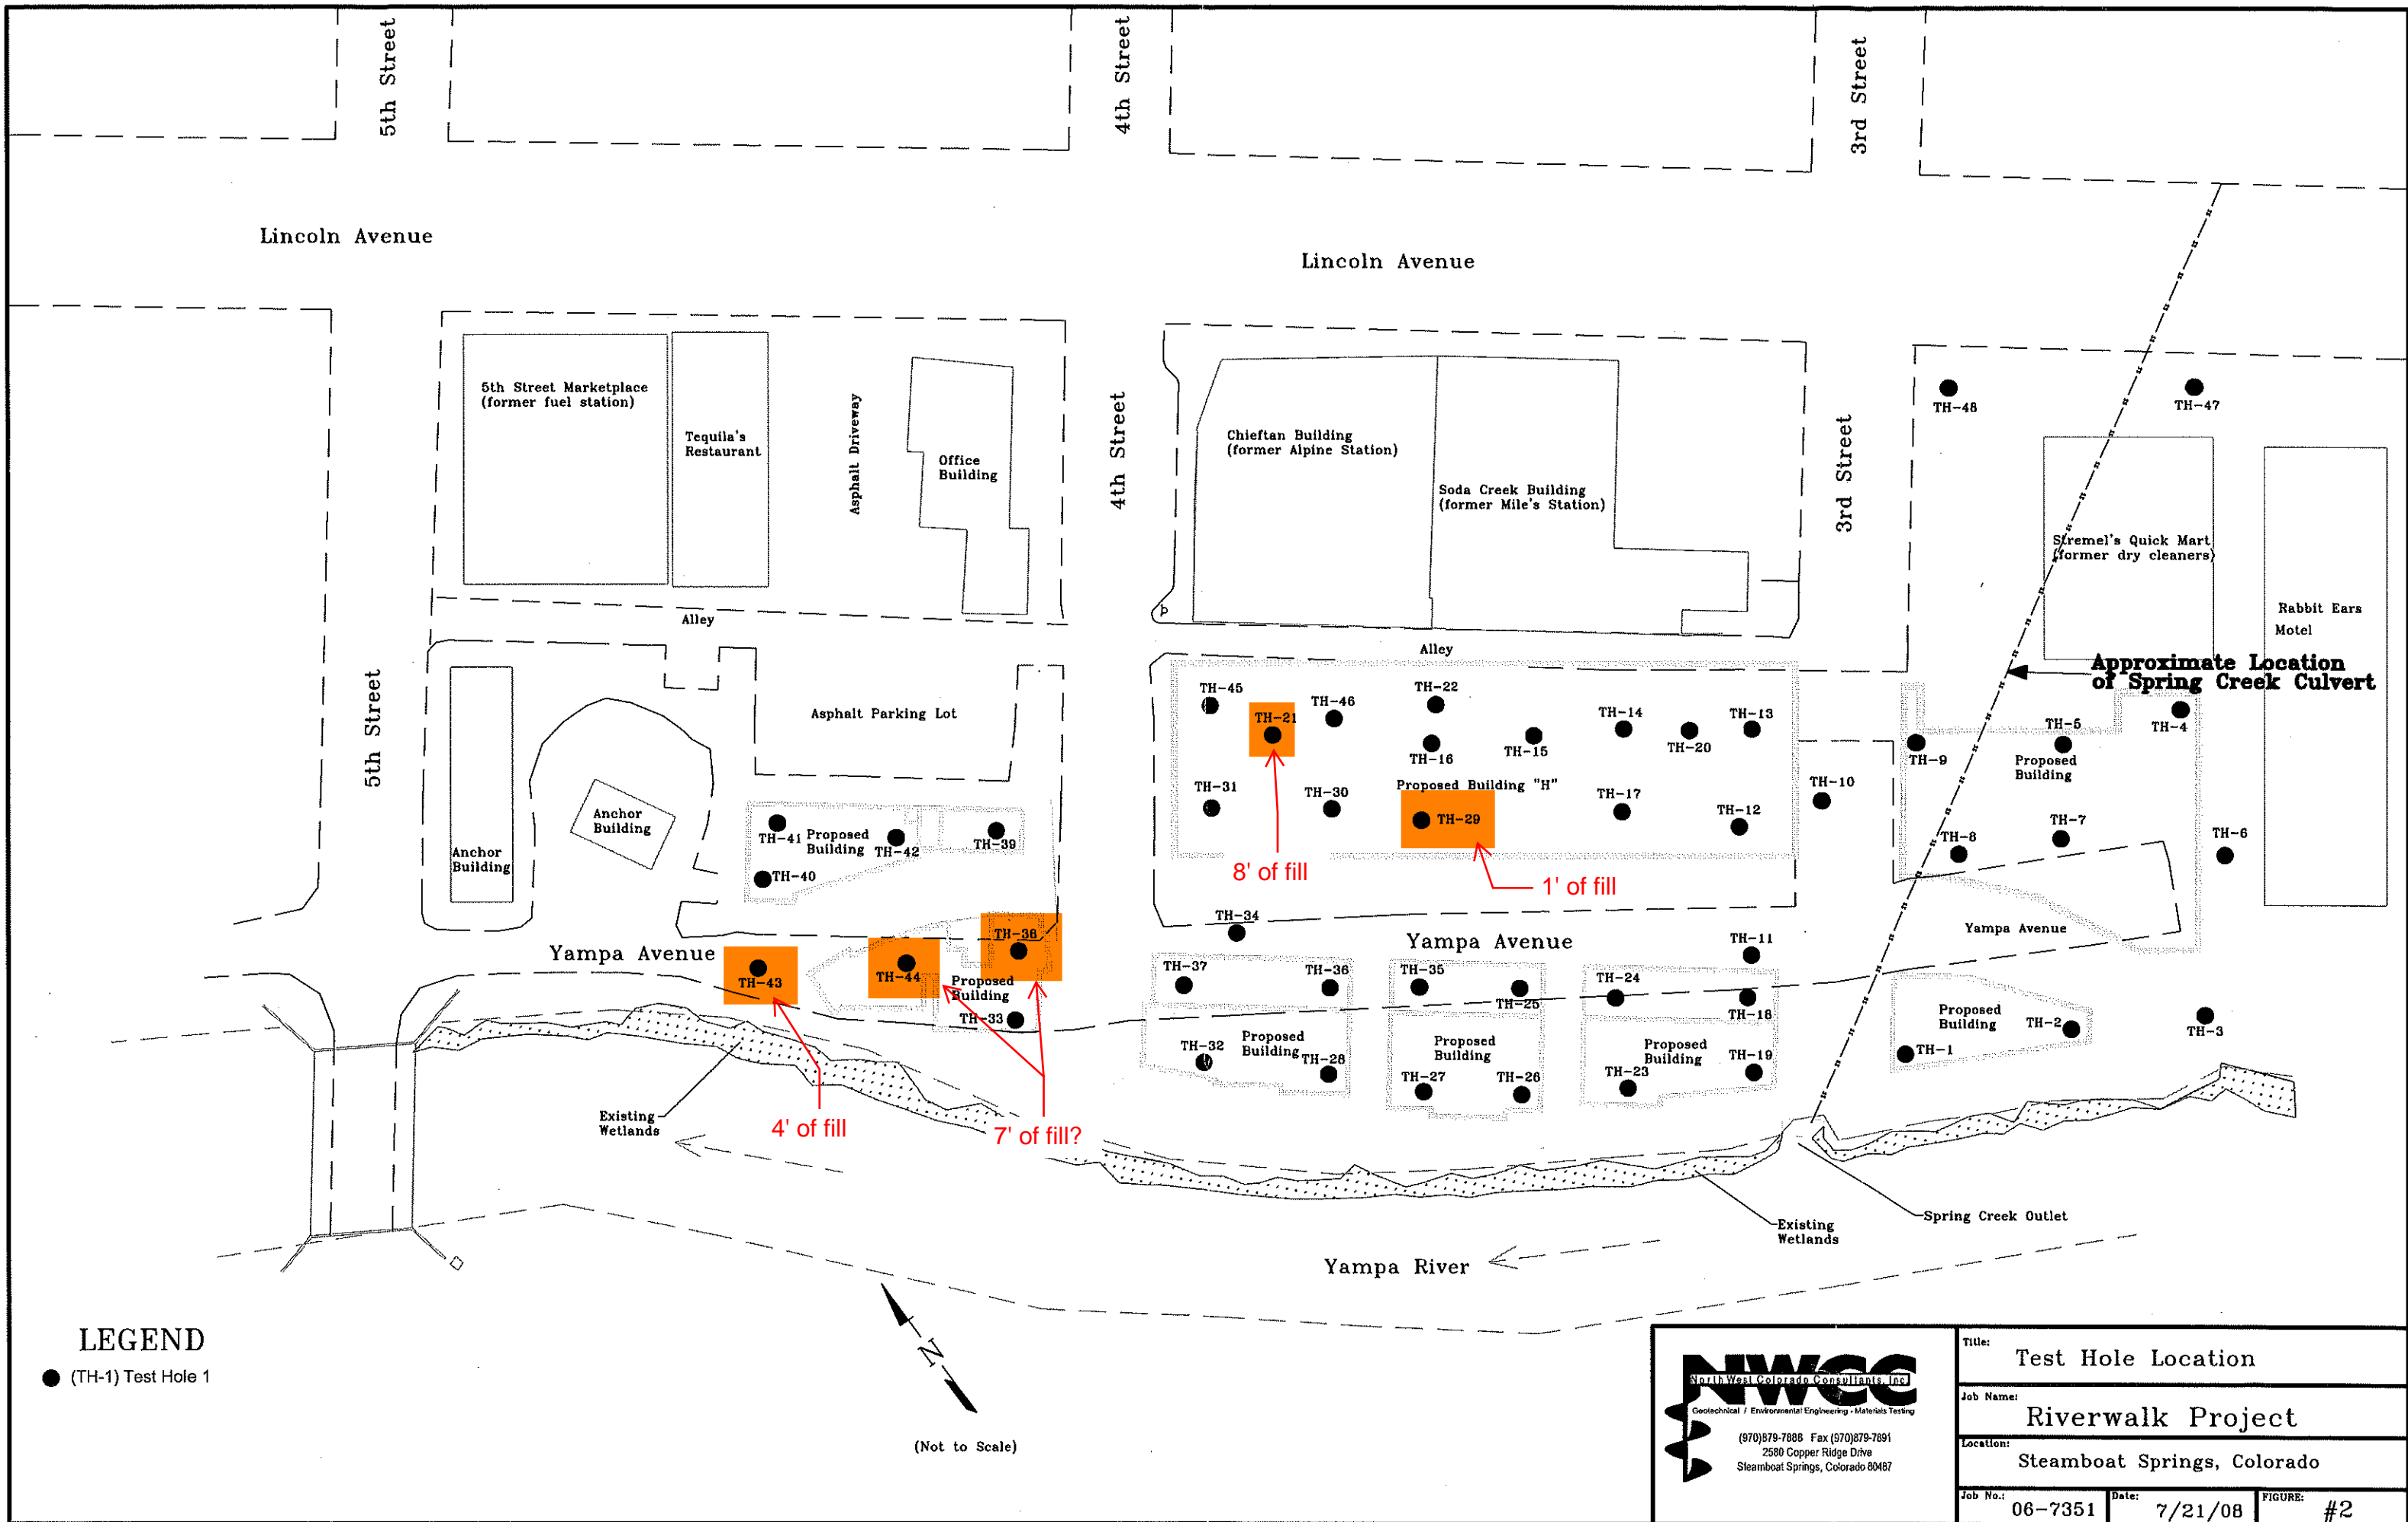 5th Street
4th Street
3rd Street
Lincoln Avenue
Lincoln Avenue
5th Street Marketplace
(former fuel station)
Tequila's
Restaurant
Asphalt Driveway
Office
Building
4th Street
Chieftan Building
(former Alpine Station)
Soda Creek Building
(former Mile's Station)
3rd Street
TH-48
TH-47
Stremel's Quick Mart
(former dry cleaners)
Rabbit Ears
Motel
Alley
Alley
Approximate Location
of Spring Creek Culvert
5th Street
Asphalt Parking Lot
Anchor
Building
Anchor
Building
TH-41
Proposed
Building
TH-42
TH-39
TH-40
TH-45
TH-21
TH-46
TH-22
TH-16
TH-15
TH-14
TH-20
TH-13
TH-31
TH-30
Proposed Building "H"
TH-29
TH-17
TH-12
TH-10
TH-9
TH-5
TH-4
Proposed
Building
TH-8
TH-7
TH-6
8' of fill
1' of fill
Yampa Avenue
TH-43
TH-44
TH-38
Proposed
Building
TH-33
TH-34
Yampa Avenue
TH-11
Yampa Avenue
TH-37
TH-36
TH-35
TH-25
TH-24
TH-18
TH-32
Proposed
Building
TH-28
Proposed
Building
TH-27
TH-26
Proposed
Building
TH-23
TH-19
Proposed
Building
TH-2
TH-1
TH-3
Existing
Wetlands
4' of fill
7' of fill?
Existing
Wetlands
Spring Creek Outlet
Yampa River
N
(Not to Scale)
LEGEND
(TH-1) Test Hole 1
NWCC
North West Colorado Consultants, Inc.
Geotechnical / Environmental Engineering - Materials Testing
(970)879-7888 Fax (970)879-7891
2580 Copper Ridge Drive
Steamboat Springs, Colorado 80487
Title:
Test Hole Location
Job Name:
Riverwalk Project
Location:
Steamboat Springs, Colorado
Job No.: 06-7351
Date: 7/21/08
FIGURE: #2